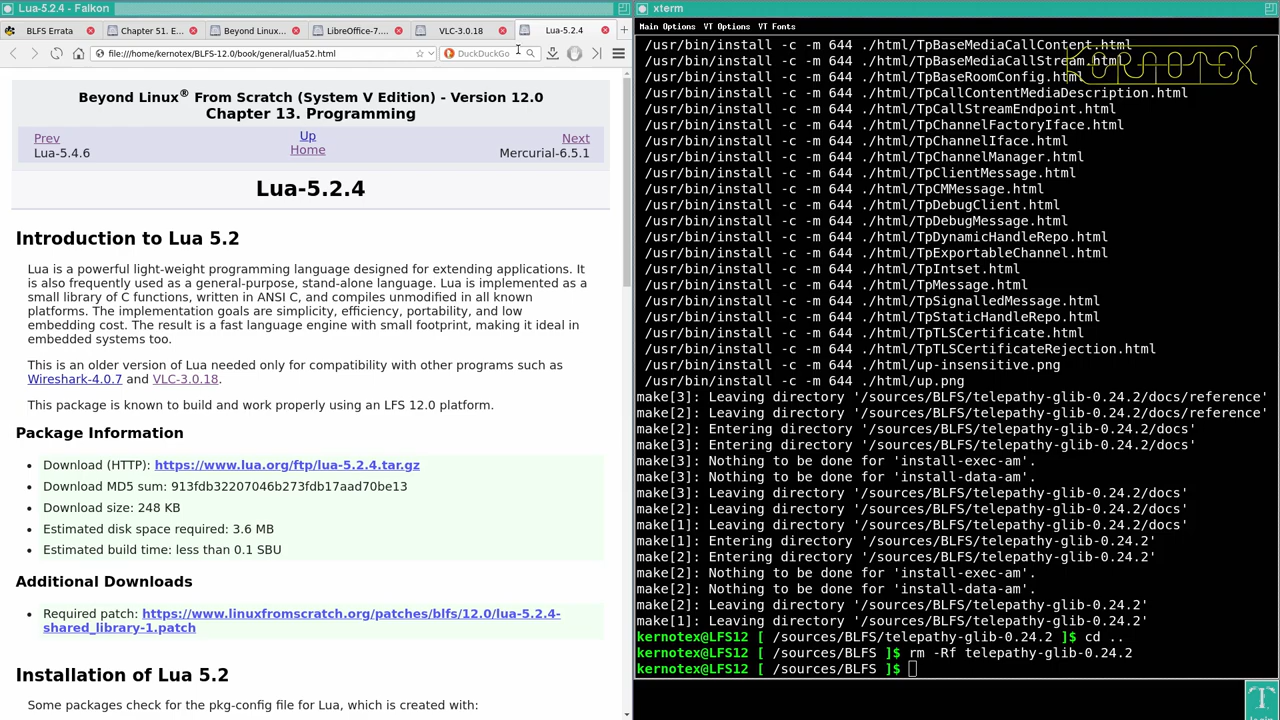 Lua-5.2.4 - Falkon
BLFS Errata
Chapter 51. E...
Beyond Linux...
LibreOffice-7....
VLC-3.0.18
Lua-5.2.4
file:///home/kernotex/BLFS-12.0/book/general/lua52.html
DuckDuckGo
Beyond Linux® From Scratch (System V Edition) - Version 12.0
Chapter 13. Programming
Prev
Up
Next
Lua-5.4.6
Home
Mercurial-6.5.1
Lua-5.2.4
Introduction to Lua 5.2
Lua is a powerful light-weight programming language designed for extending applications. It
is also frequently used as a general-purpose, stand-alone language. Lua is implemented as a
small library of C functions, written in ANSI C, and compiles unmodified in all known
platforms. The implementation goals are simplicity, efficiency, portability, and low
embedding cost. The result is a fast language engine with small footprint, making it ideal in
embedded systems too.
This is an older version of Lua needed only for compatibility with other programs such as
Wireshark-4.0.7 and VLC-3.0.18.
This package is known to build and work properly using an LFS 12.0 platform.
Package Information
• Download (HTTP): https://www.lua.org/ftp/lua-5.2.4.tar.gz
• Download MD5 sum: 913fdb32207046b273fdb17aad70be13
• Download size: 248 KB
• Estimated disk space required: 3.6 MB
• Estimated build time: less than 0.1 SBU
Additional Downloads
• Required patch: https://www.linuxfromscratch.org/patches/blfs/12.0/lua-5.2.4-
shared_library-1.patch
Installation of Lua 5.2
Some packages check for the pkg-config file for Lua, which is created with:
xterm
Main Options VT Options VT Fonts
/usr/bin/install -c -m 644 ./html/TpBaseMediaCallContent.html
/usr/bin/install -c -m 644 ./html/TpBaseMediaCallStream.html
/usr/bin/install -c -m 644 ./html/TpBaseRoomConfig.html
/usr/bin/install -c -m 644 ./html/TpCallContentMediaDescription.html
/usr/bin/install -c -m 644 ./html/TpCallStreamEndpoint.html
/usr/bin/install -c -m 644 ./html/TpChannelFactoryIface.html
/usr/bin/install -c -m 644 ./html/TpChannelIface.html
/usr/bin/install -c -m 644 ./html/TpChannelManager.html
/usr/bin/install -c -m 644 ./html/TpClientMessage.html
/usr/bin/install -c -m 644 ./html/TpCMMessage.html
/usr/bin/install -c -m 644 ./html/TpDebugClient.html
/usr/bin/install -c -m 644 ./html/TpDebugMessage.html
/usr/bin/install -c -m 644 ./html/TpDynamicHandleRepo.html
/usr/bin/install -c -m 644 ./html/TpExportableChannel.html
/usr/bin/install -c -m 644 ./html/TpIntset.html
/usr/bin/install -c -m 644 ./html/TpMessage.html
/usr/bin/install -c -m 644 ./html/TpSignalledMessage.html
/usr/bin/install -c -m 644 ./html/TpStaticHandleRepo.html
/usr/bin/install -c -m 644 ./html/TpTLSCertificate.html
/usr/bin/install -c -m 644 ./html/TpTLSCertificateRejection.html
/usr/bin/install -c -m 644 ./html/up-insensitive.png
/usr/bin/install -c -m 644 ./html/up.png
make[3]: Leaving directory '/sources/BLFS/telepathy-glib-0.24.2/docs/reference'
make[2]: Leaving directory '/sources/BLFS/telepathy-glib-0.24.2/docs/reference'
make[2]: Entering directory '/sources/BLFS/telepathy-glib-0.24.2/docs'
make[3]: Entering directory '/sources/BLFS/telepathy-glib-0.24.2/docs'
make[3]: Nothing to be done for 'install-exec-am'.
make[3]: Nothing to be done for 'install-data-am'.
make[3]: Leaving directory '/sources/BLFS/telepathy-glib-0.24.2/docs'
make[2]: Leaving directory '/sources/BLFS/telepathy-glib-0.24.2/docs'
make[1]: Leaving directory '/sources/BLFS/telepathy-glib-0.24.2/docs'
make[1]: Entering directory '/sources/BLFS/telepathy-glib-0.24.2'
make[2]: Entering directory '/sources/BLFS/telepathy-glib-0.24.2'
make[2]: Nothing to be done for 'install-exec-am'.
make[2]: Nothing to be done for 'install-data-am'.
make[2]: Leaving directory '/sources/BLFS/telepathy-glib-0.24.2'
make[1]: Leaving directory '/sources/BLFS/telepathy-glib-0.24.2'
kernotex@LFS12 [ /sources/BLFS/telepathy-glib-0.24.2 ]$ cd ..
kernotex@LFS12 [ /sources/BLFS ]$ rm -Rf telepathy-glib-0.24.2
kernotex@LFS12 [ /sources/BLFS ]$
KERNOTEX